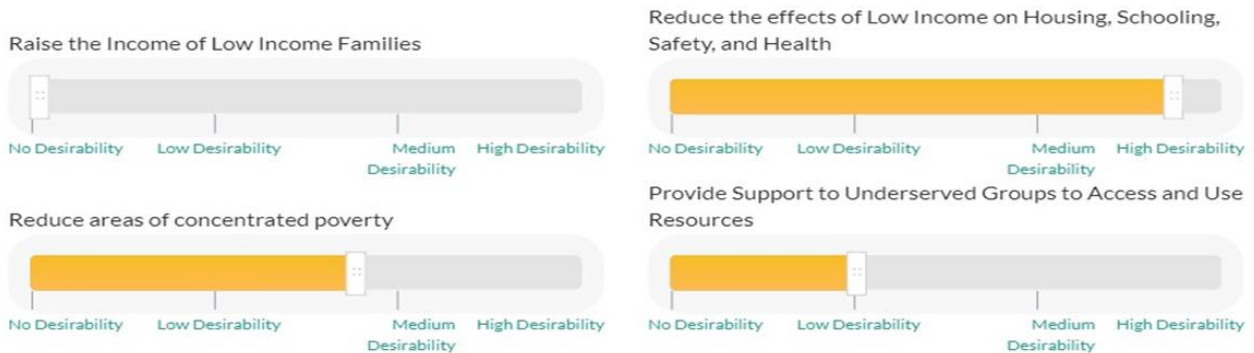 Raise the Income of Low Income Families
No Desirability Low Desirability Medium Desirability High Desirability
Reduce the effects of Low Income on Housing, Schooling,
Safety, and Health
No Desirability Low Desirability Medium Desirability High Desirability
Reduce areas of concentrated poverty
No Desirability Low Desirability Medium Desirability High Desirability
Provide Support to Underserved Groups to Access and Use
Resources
No Desirability Low Desirability Medium Desirability High Desirability